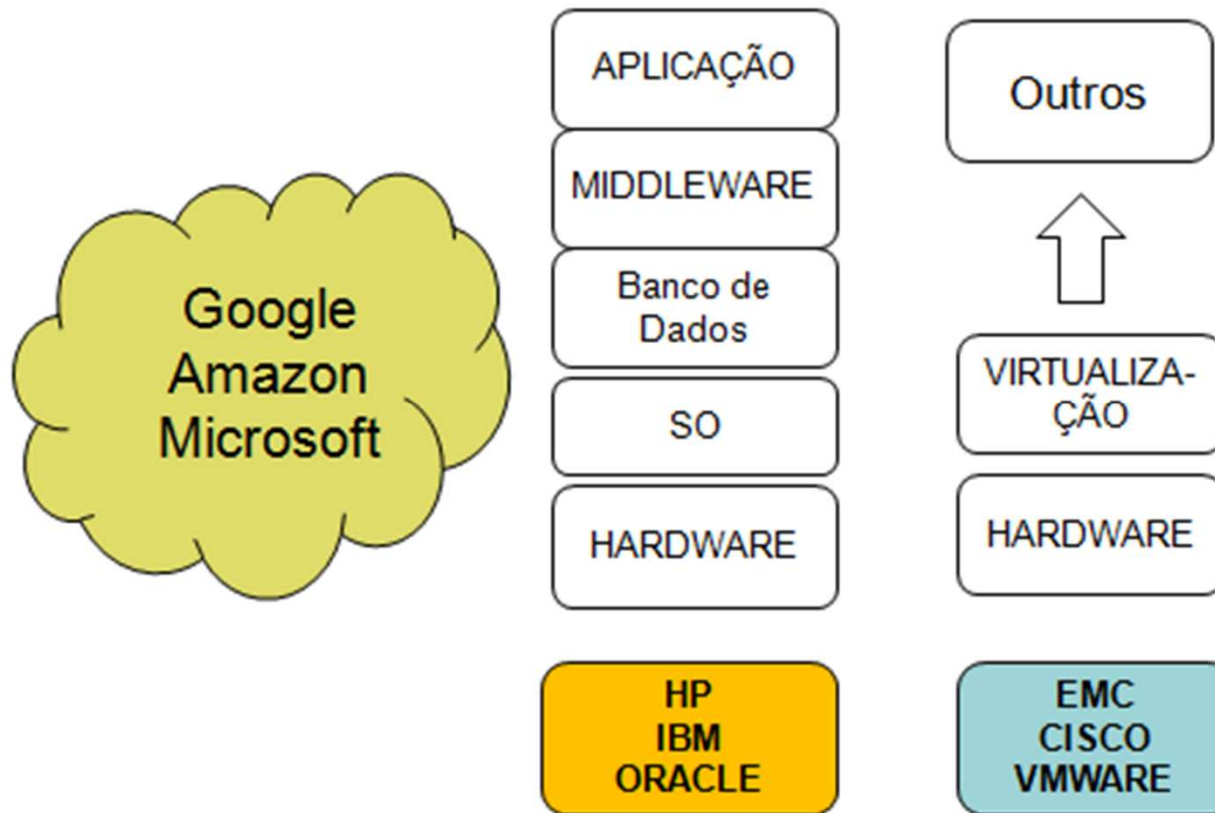 Google
Amazon
Microsoft
APLICAÇÃO
MIDDLEWARE
Banco de
Dados
SO
HARDWARE
HP
IBM
ORACLE
Outros
VIRTUALIZA-
ÇÃO
HARDWARE
EMC
CISCO
VMWARE